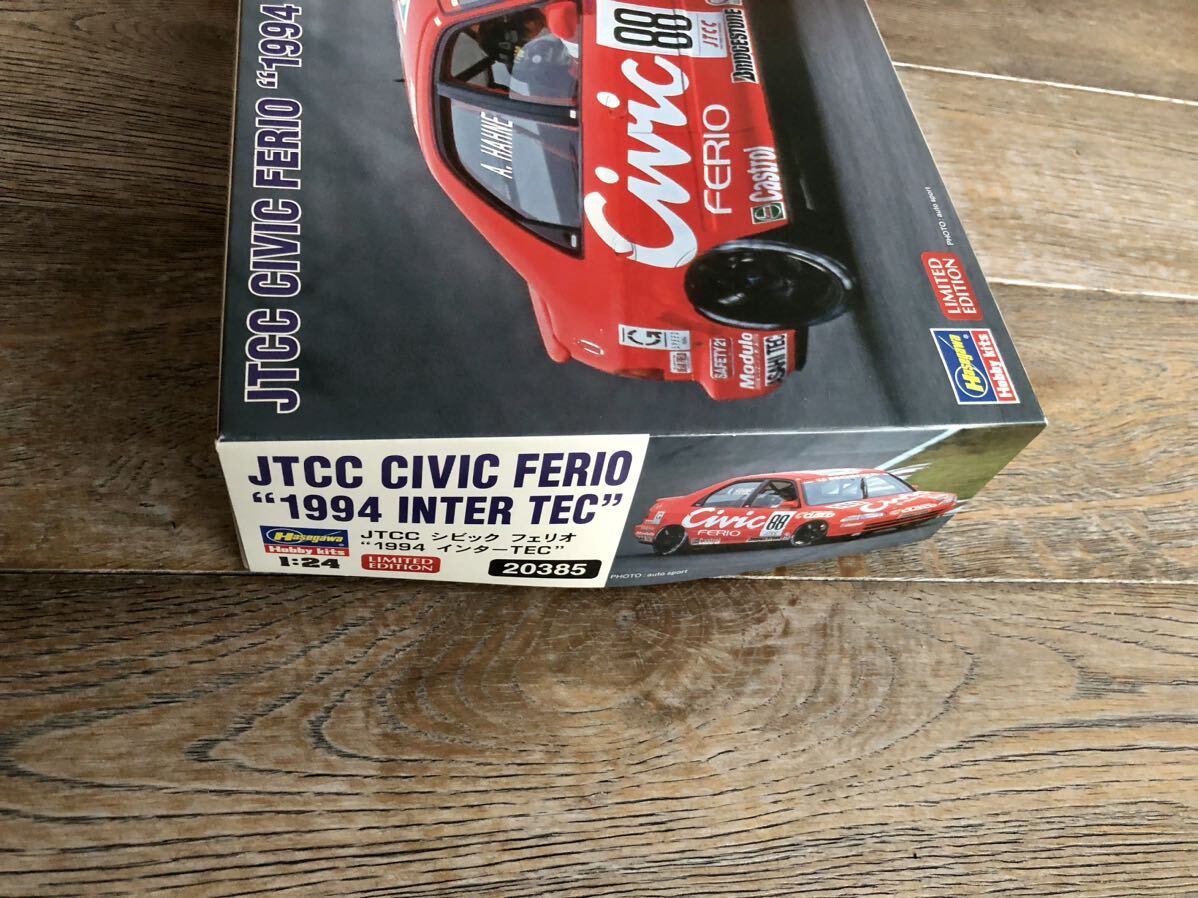 JTCC CIVIC FERIO "1994
A. HAHNE
88
JTCC
BRIDGESTONE
Civic
FERIO
Castrol
SAFETY21
Modulo
ASAHI TEC
PHOTO : auto sport
LIMITED
EDITION
Hasegawa
Hobby kits
JTCC CIVIC FERIO
"1994 INTER TEC"
Hasegawa
Hobby kits
JTCC シビック フェリオ
"1994 インターTEC"
1:24
LIMITED
EDITION
20385
Civic
FERIO
88
PHOTO : auto sport